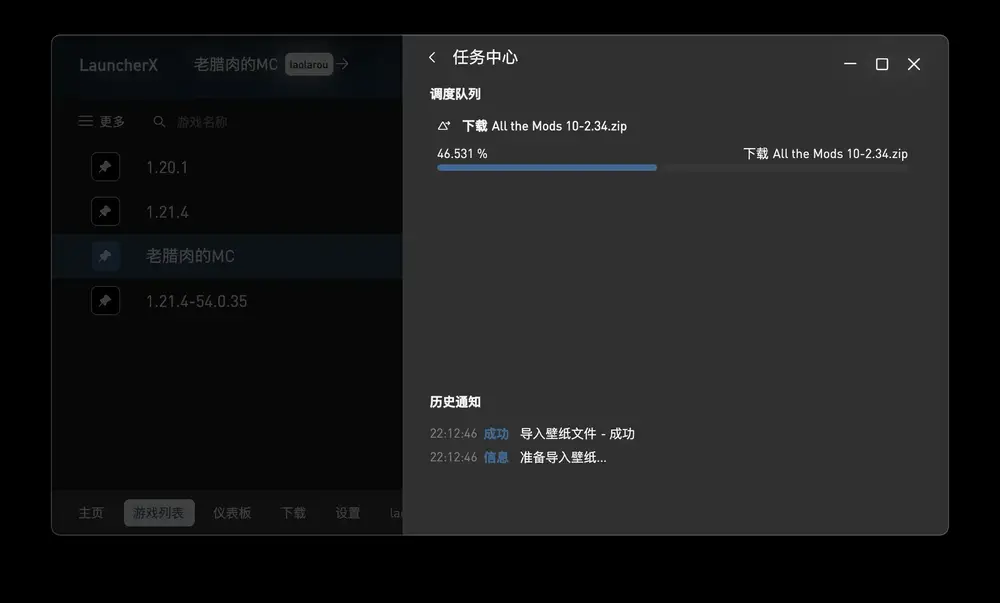 LauncherX 老腊肉的MC laolarou
更多 游戏名称
1.20.1
1.21.4
老腊肉的MC
1.21.4-54.0.35
主页 游戏列表 仪表板 下载 设置 la
任务中心
调度队列
下载 All the Mods 10-2.34.zip
46.531 % 下载 All the Mods 10-2.34.zip
历史通知
22:12:46 成功 导入壁纸文件 - 成功
22:12:46 信息 准备导入壁纸...